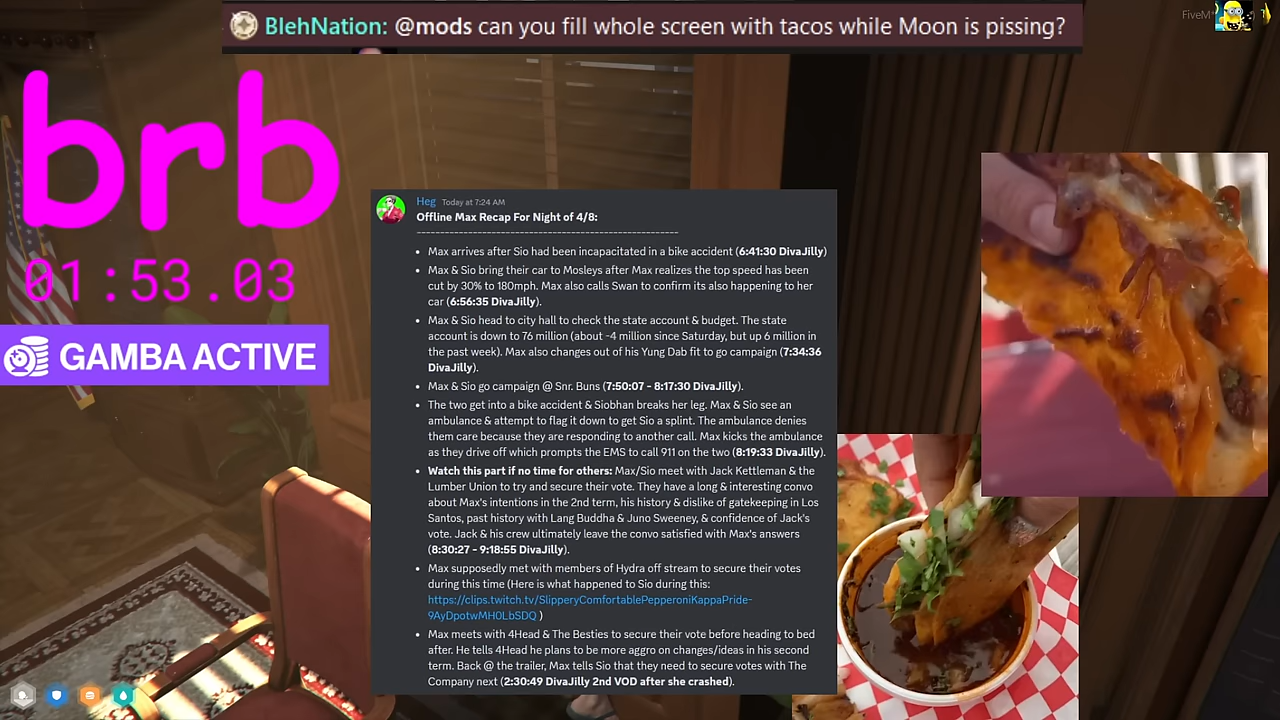 BlehNation: @mods can you fill whole screen with tacos while Moon is pissing?
brb
01:53.03
GAMBA ACTIVE
Heg Today at 7:24 AM
Offline Max Recap For Night of 4/8:
--------------------------------------------------------
• Max arrives after Sio had been incapacitated in a bike accident (6:41:30 DivaJilly)
• Max & Sio bring their car to Mosleys after Max realizes the top speed has been
cut by 30% to 180mph. Max also calls Swan to confirm its also happening to her
car (6:56:35 DivaJilly).
• Max & Sio head to city hall to check the state account & budget. The state
account is down to 76 million (about -4 million since Saturday, but up 6 million in
the past week). Max also changes out of his Yung Dab fit to go campaign (7:34:36
DivaJilly).
• Max & Sio go campaign @ Snr. Buns (7:50:07 - 8:17:30 DivaJilly).
• The two get into a bike accident & Siobhan breaks her leg. Max & Sio see an
ambulance & attempt to flag it down to get Sio a splint. The ambulance denies
them care because they are responding to another call. Max kicks the ambulance
as they drive off which prompts the EMS to call 911 on the two (8:19:33 DivaJilly).
• Watch this part if no time for others: Max/Sio meet with Jack Kettleman & the
Lumber Union to try and secure their vote. They have a long & interesting convo
about Max's intentions in the 2nd term, his history & dislike of gatekeeping in Los
Santos, past history with Lang Buddha & Juno Sweeney, & confidence of Jack's
vote. Jack & his crew ultimately leave the convo satisfied with Max's answers
(8:30:27 - 9:18:55 DivaJilly).
• Max supposedly met with members of Hydra off stream to secure their votes
during this time (Here is what happened to Sio during this:
https://clips.twitch.tv/SlipperyComfortablePepperoniKappaPride-
9AyDpotwMH0LbSDQ )
• Max meets with 4Head & The Besties to secure their vote before heading to bed
after. He tells 4Head he plans to be more aggro on changes/ideas in his second
term. Back @ the trailer, Max tells Sio that they need to secure votes with The
Company next (2:30:49 DivaJilly 2nd VOD after she crashed).